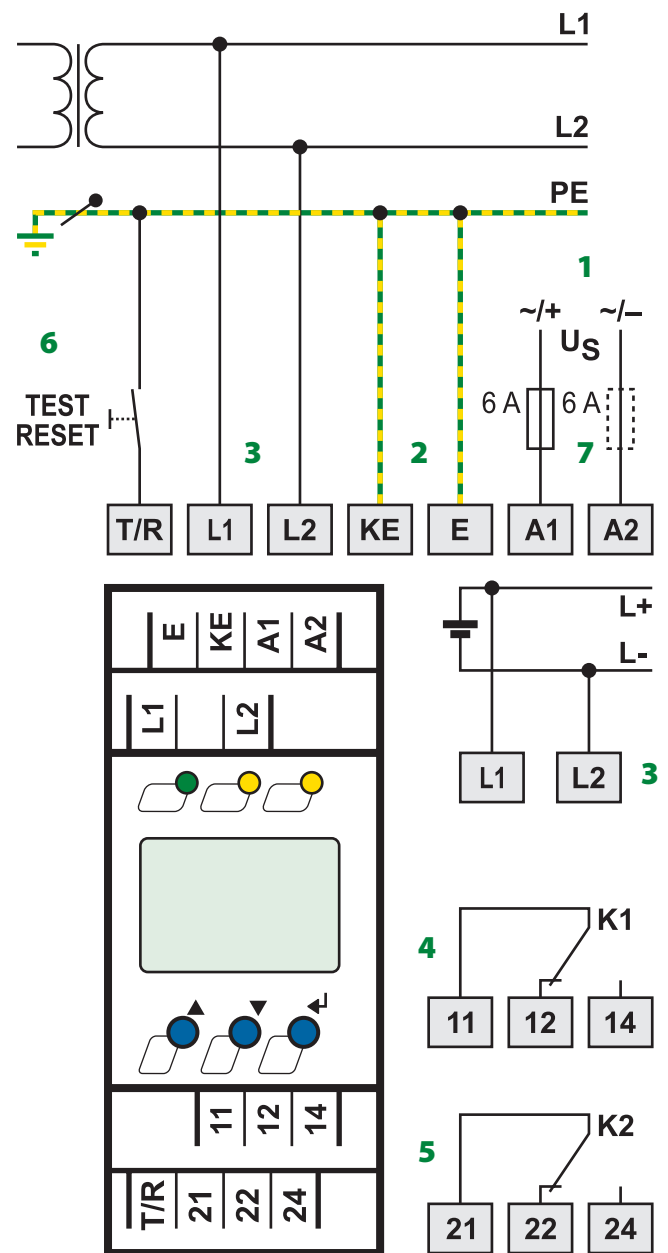 L1
L2
PE
1
~/+ ~/–
US
6 A 6 A
6
TEST
RESET
3
2
7
T/R L1 L2 KE E A1 A2
E KE A1 A2
L1 L2
L+
L-
L1 L2 3
K1
4
11 12 14
11 12 14
K2
5
T/R 21 22 24
21 22 24